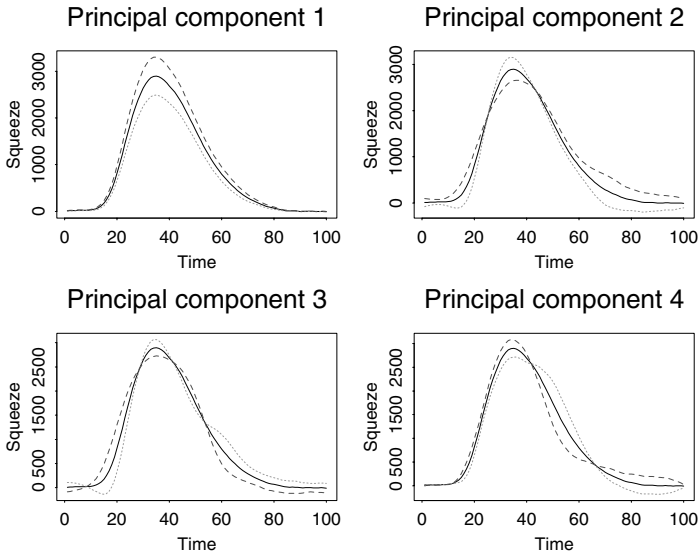 Principal component 1
Squeeze
0 1000 2000 3000
0 20 40 60 80 100
Time
Principal component 2
Squeeze
0 1000 2000 3000
0 20 40 60 80 100
Time
Principal component 3
Squeeze
0 500 1500 2500
0 20 40 60 80 100
Time
Principal component 4
Squeeze
0 500 1500 2500
0 20 40 60 80 100
Time